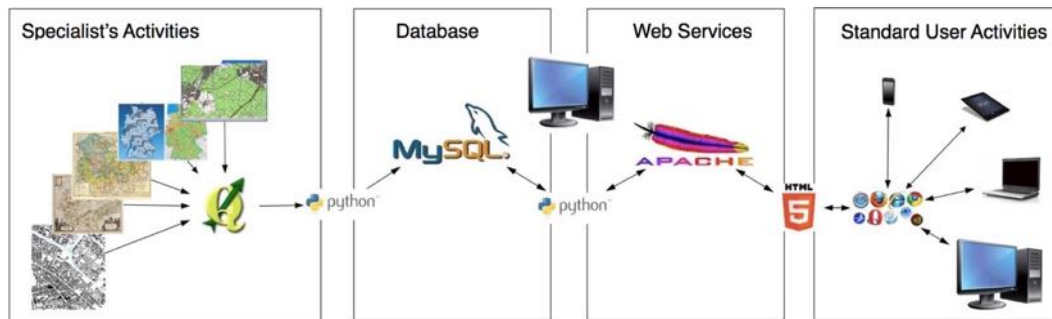 Specialist's Activities
Database
Web Services
Standard User Activities
MySQL
APACHE
HTML
5
python
python